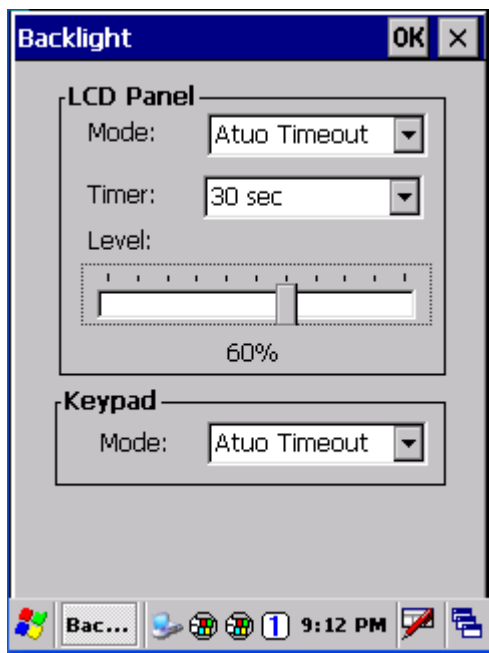 Backlight OK ×
LCD Panel
Mode: Atuo Timeout
Timer: 30 sec
Level:
60%
Keypad
Mode: Atuo Timeout
Bac... 1 9:12 PM